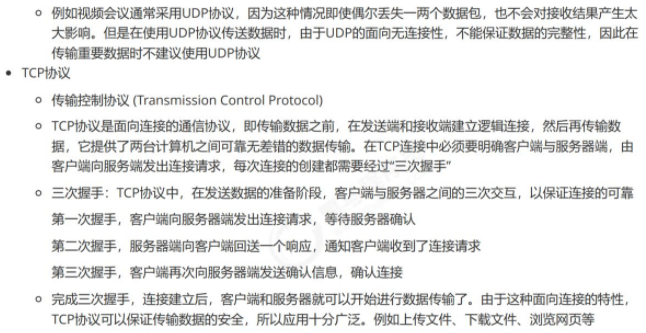 例如视频会议通常采用UDP协议，因为这种情况即使偶尔丢失一两个数据包，也不会对接收结果产生太
大影响。但是在使用UDP协议传送数据时，由于UDP的面向无连接性，不能保证数据的完整性，因此在
传输重要数据时不建议使用UDP协议
TCP协议
传输控制协议 (Transmission Control Protocol)
TCP协议是面向连接的通信协议，即传输数据之前，在发送端和接收端建立逻辑连接，然后再传输数
据，它提供了两台计算机之间可靠无差错的数据传输。在TCP连接中必须要明确客户端与服务器端，由
客户端向服务端发出连接请求，每次连接的创建都需要经过“三次握手”
三次握手：TCP协议中，在发送数据的准备阶段，客户端与服务器之间的三次交互，以保证连接的可靠
第一次握手，客户端向服务器端发出连接请求，等待服务器确认
第二次握手，服务器端向客户端回送一个响应，通知客户端收到了连接请求
第三次握手，客户端再次向服务器端发送确认信息，确认连接
完成三次握手，连接建立后，客户端和服务器就可以开始进行数据传输了。由于这种面向连接的特性，
TCP协议可以保证传输数据的安全，所以应用十分广泛。例如上传文件、下载文件、浏览网页等